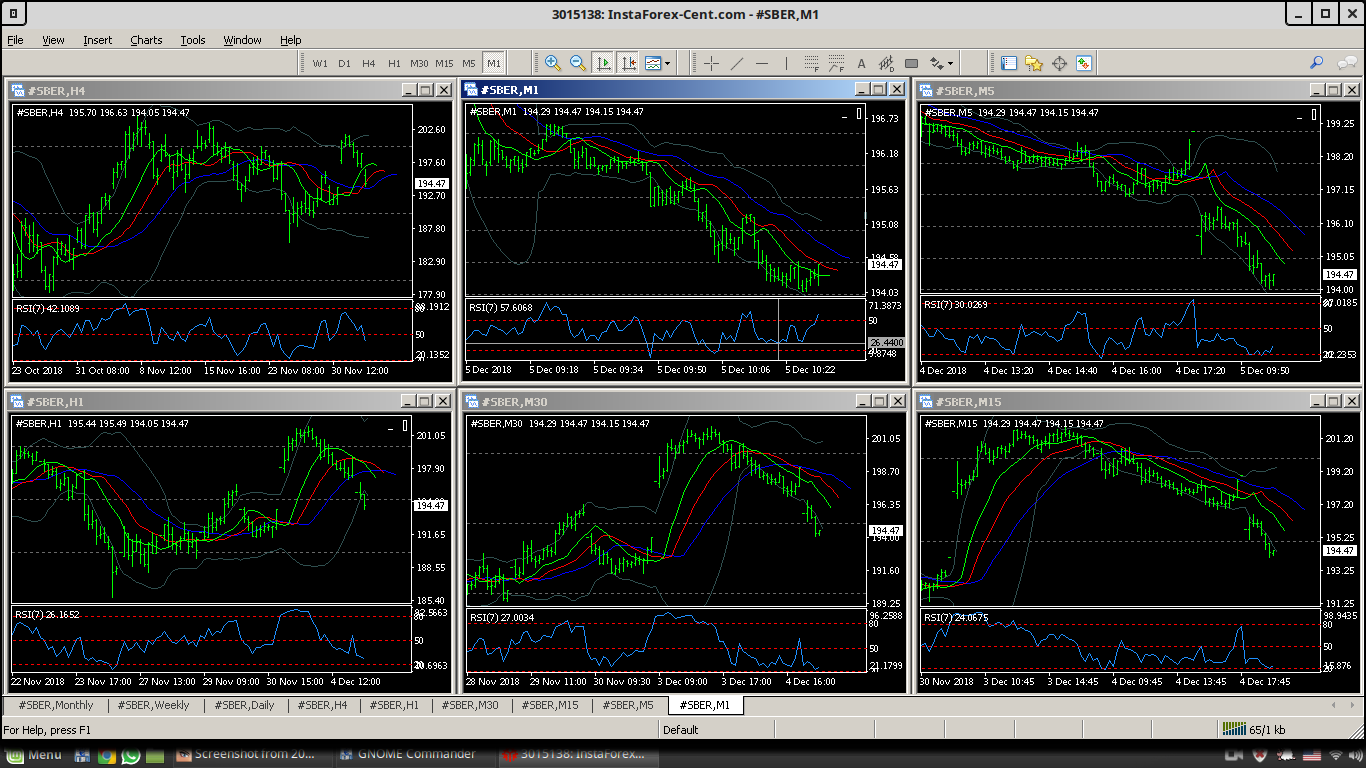 3015138: InstaForex-Cent.com - #SBER,M1
File View Insert Charts Tools Window Help
W1 D1 H4 H1 M30 M15 M5 M1
#SBER,H4
#SBER,H4 195.70 196.63 194.05 194.47
202.60
197.60
194.47
192.70
187.80
182.90
177.90
RSI(7) 42.1089
50
23 Oct 2018 31 Oct 08:00 8 Nov 12:00 15 Nov 16:00 23 Nov 08:00 30 Nov 12:00
#SBER,M1
#SBER,M1 194.29 194.47 194.15 194.47
196.73
196.18
195.63
195.08
194.58
194.47
194.03
RSI(7) 57.6068
71.3873
50
26.4400
5 Dec 2018 5 Dec 09:18 5 Dec 09:34 5 Dec 09:50 5 Dec 10:06 5 Dec 10:22
#SBER,M5
#SBER,M5 194.29 194.47 194.15 194.47
199.25
198.20
197.15
196.10
195.05
194.47
194.00
RSI(7) 30.0269
50
4 Dec 2018 4 Dec 13:20 4 Dec 14:40 4 Dec 16:00 4 Dec 17:20 5 Dec 09:50
#SBER,H1
#SBER,H1 195.44 195.49 194.05 194.47
201.05
197.90
194.47
191.65
188.55
185.40
RSI(7) 26.1652
80
50
22 Nov 2018 23 Nov 17:00 27 Nov 13:00 29 Nov 09:00 30 Nov 15:00 4 Dec 12:00
#SBER,M30
#SBER,M30 194.29 194.47 194.15 194.47
201.05
198.70
196.35
194.47
194.00
191.60
189.25
RSI(7) 27.0034
96.2588
80
50
28 Nov 2018 29 Nov 11:00 30 Nov 09:30 3 Dec 09:00 3 Dec 17:00 4 Dec 16:00
#SBER,M15
#SBER,M15 194.29 194.47 194.15 194.47
201.20
199.20
197.20
195.25
194.47
193.25
191.25
RSI(7) 24.0675
98.9435
80
50
30 Nov 2018 3 Dec 10:45 3 Dec 14:45 4 Dec 09:45 4 Dec 13:45 4 Dec 17:45
#SBER,Monthly #SBER,Weekly #SBER,Daily #SBER,H4 #SBER,H1 #SBER,M30 #SBER,M15 #SBER,M5 #SBER,M1
For Help, press F1 Default 65/1 kb
Menu Screenshot from 20... GNOME Commander 3015138: InstaForex...